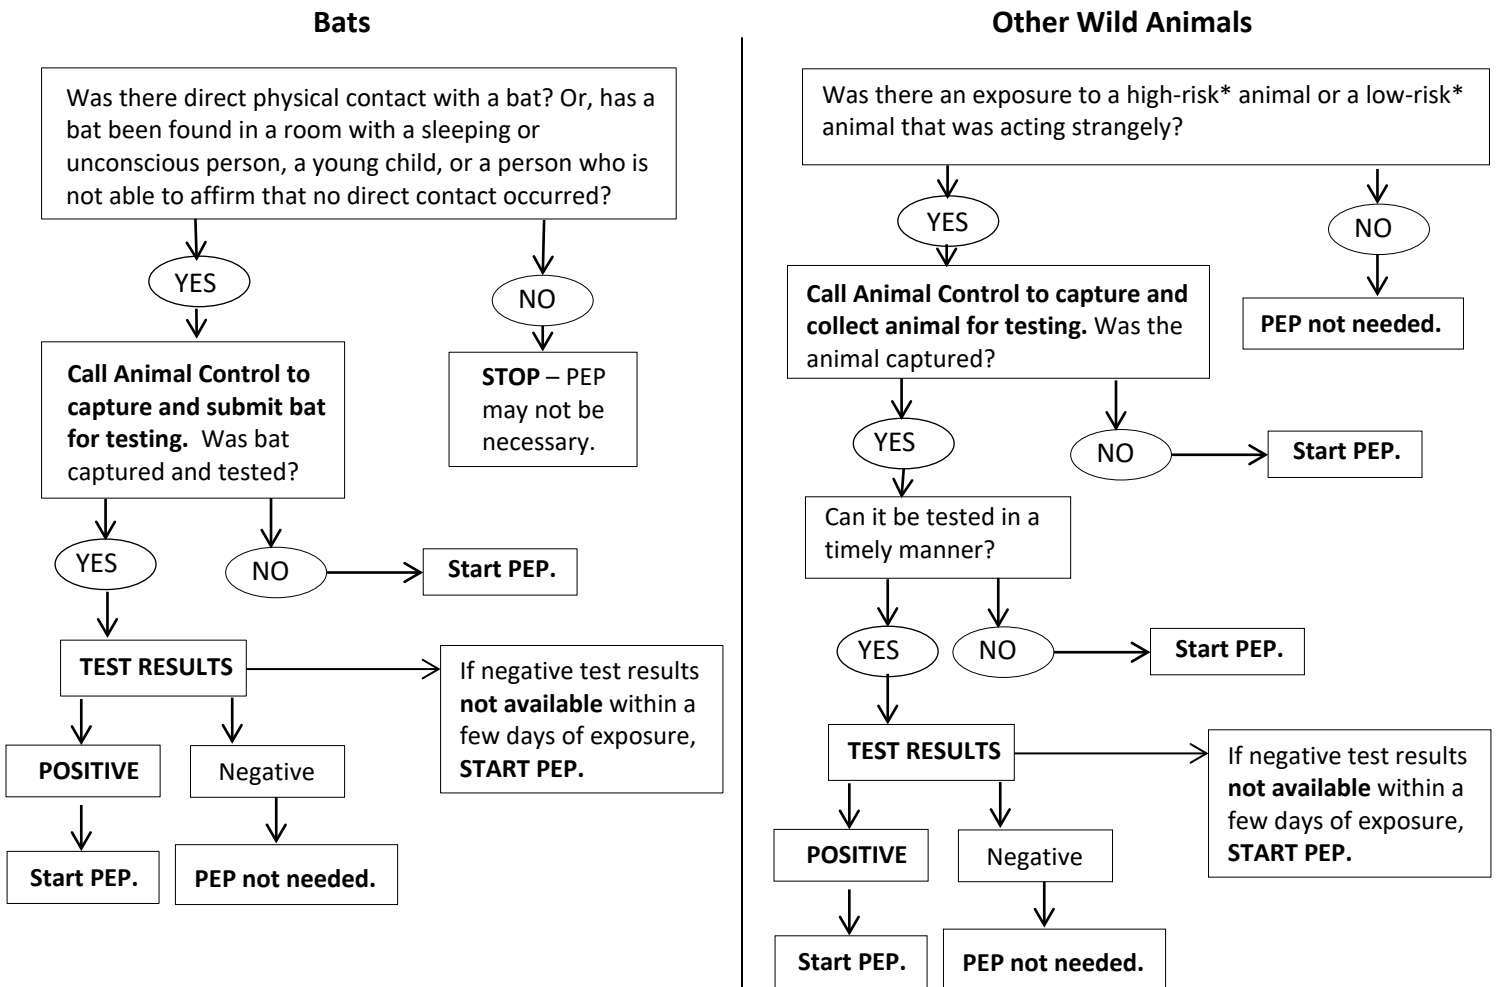 Bats
Was there direct physical contact with a bat? Or, has a
bat been found in a room with a sleeping or
unconscious person, a young child, or a person who is
not able to affirm that no direct contact occurred?
YES
NO
Call Animal Control to
capture and submit bat
for testing. Was bat
captured and tested?
STOP – PEP
may not be
necessary.
YES
NO
Start PEP.
TEST RESULTS
If negative test results
not available within a
few days of exposure,
START PEP.
POSITIVE
Negative
Start PEP.
PEP not needed.
Other Wild Animals
Was there an exposure to a high-risk* animal or a low-risk*
animal that was acting strangely?
YES
NO
Call Animal Control to capture and
collect animal for testing. Was the
animal captured?
PEP not needed.
YES
NO
Start PEP.
Can it be tested in a
timely manner?
YES
NO
Start PEP.
TEST RESULTS
If negative test results
not available within a
few days of exposure,
START PEP.
POSITIVE
Negative
Start PEP.
PEP not needed.